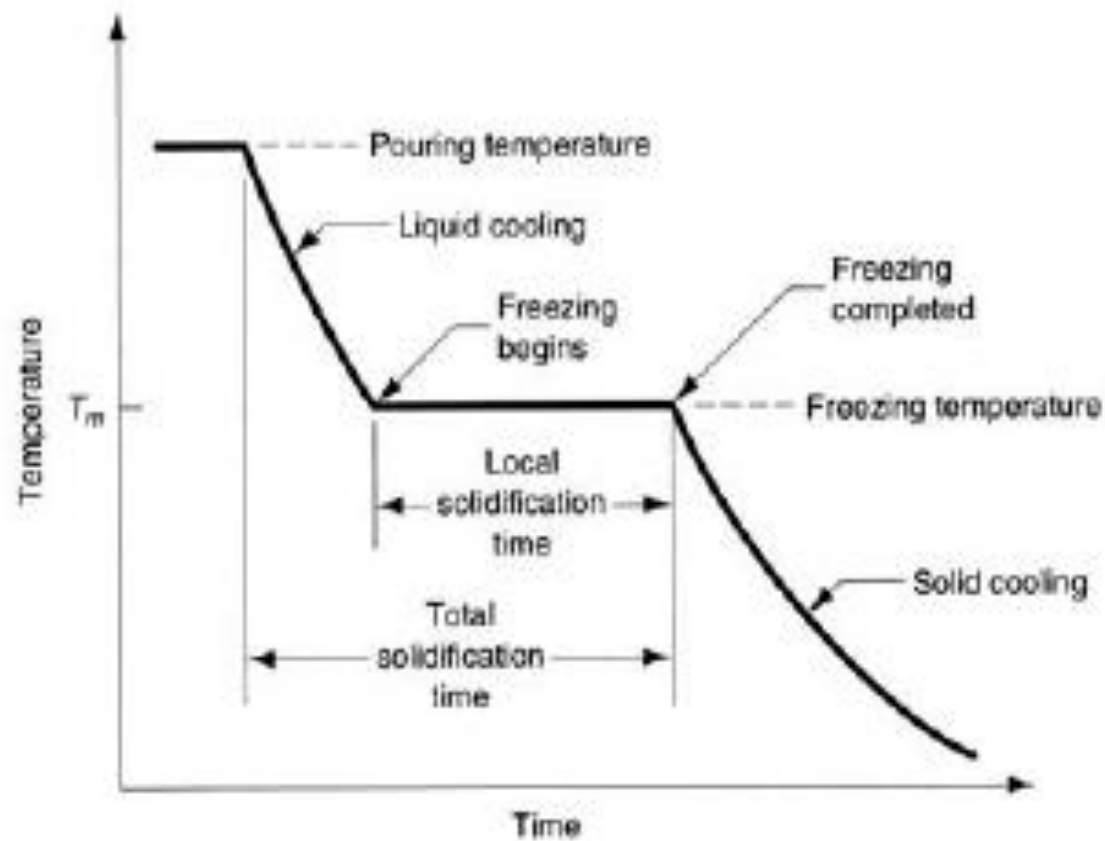 Pouring temperature
Liquid cooling
Freezing
begins
Freezing
completed
Temperature
Tm
Freezing temperature
Local
solidification
time
Solid cooling
Total
solidification
time
Time